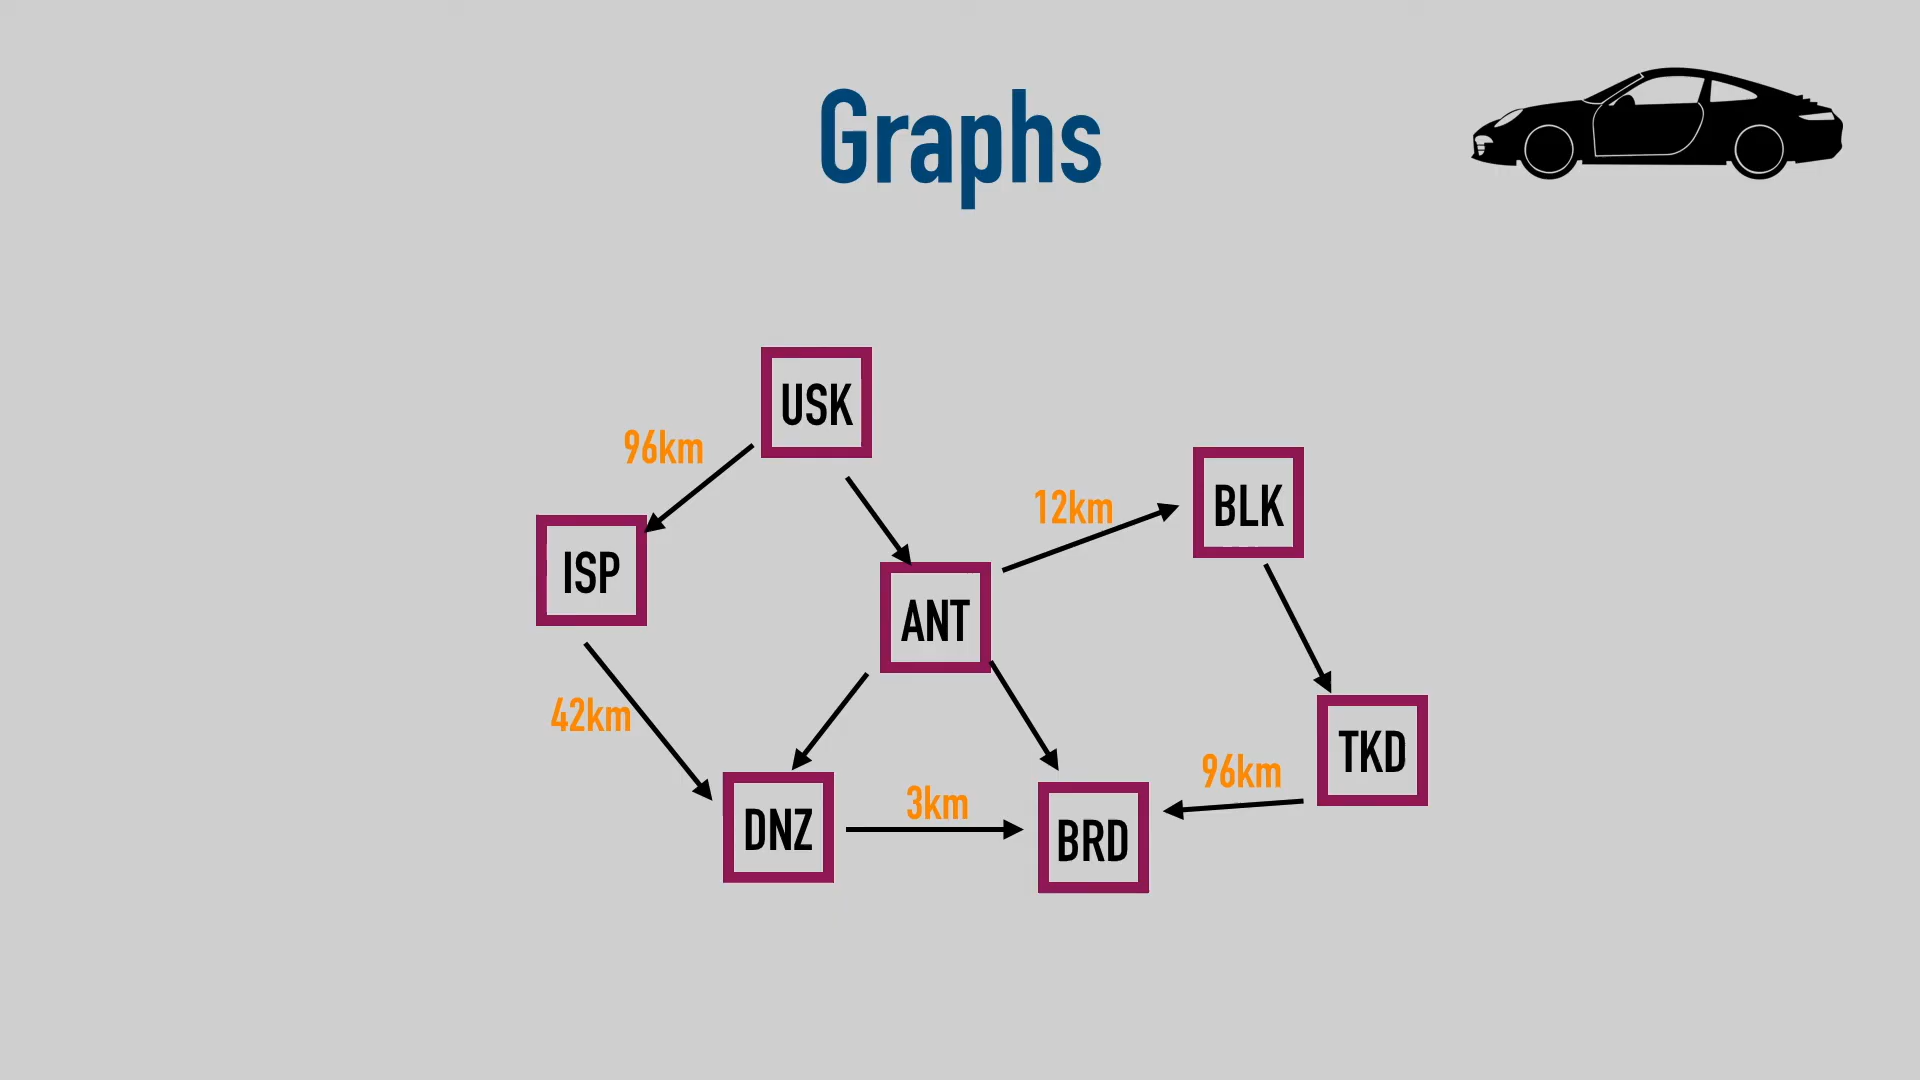 Graphs
USK
96km
BLK
12km
ISP
ANT
42km
TKD
96km
3km
DNZ
BRD